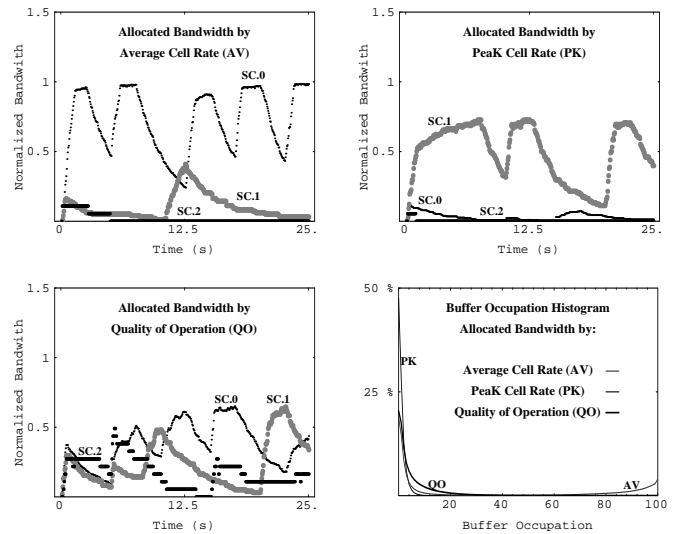 1.5
Allocated Bandwidth by
Average Cell Rate (AV)
SC.0
1
0.5
SC.1
SC.2
Normalized Bandwith
0
12.5
25.
Time (s)
1.5
Allocated Bandwidth by
PeaK Cell Rate (PK)
1
SC.1
0.5
SC.0
SC.2
Normalized Bandwith
0
12.5
25.
Time (s)
1.5
Allocated Bandwidth by
Quality of Operation (QO)
1
SC.0
SC.1
0.5
SC.2
Normalized Bandwith
0
12.5
25.
Time (s)
50 %
Buffer Occupation Histogram
Allocated Bandwidth by:
PK
Average Cell Rate (AV)
25 %
PeaK Cell Rate (PK)
Quality of Operation (QO)
QO
AV
20
40
60
80
100
Buffer Occupation